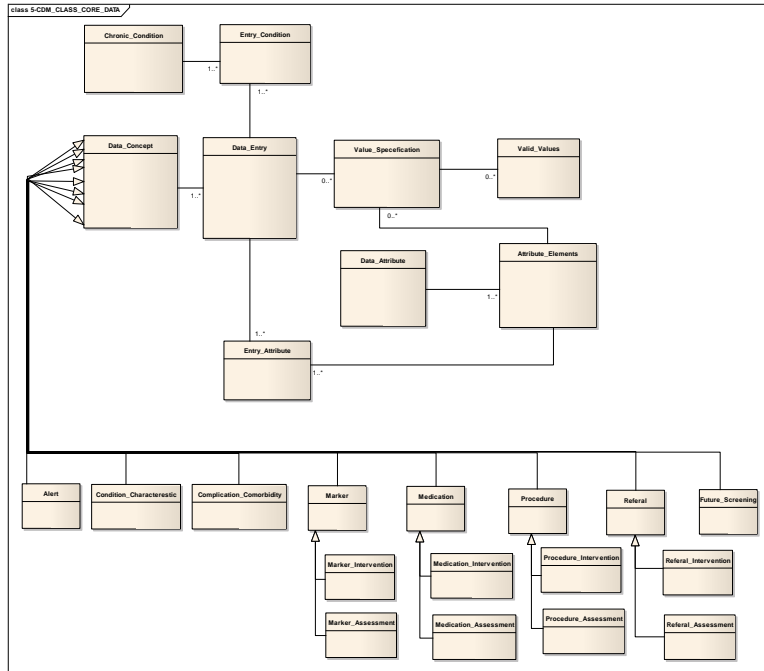 class 5-CDM_CLASS_CORE_DATA
Chronic_Condition
Entry_Condition
1..*
1..*
Data_Concept
Data_Entry
Value_Specefication
Valid_Values
1..*
0..*
0..*
0..*
Data_Attribute
Attribute_Elements
1..*
1..*
Entry_Attribute
1..*
Alert
Condition_Characterestic
Complication_Comorbidity
Marker
Medication
Procedure
Referal
Future_Screening
Marker_Intervention
Medication_Intervention
Procedure_Intervention
Referal_Intervention
Marker_Assessment
Medication_Assessment
Procedure_Assessment
Referal_Assessment